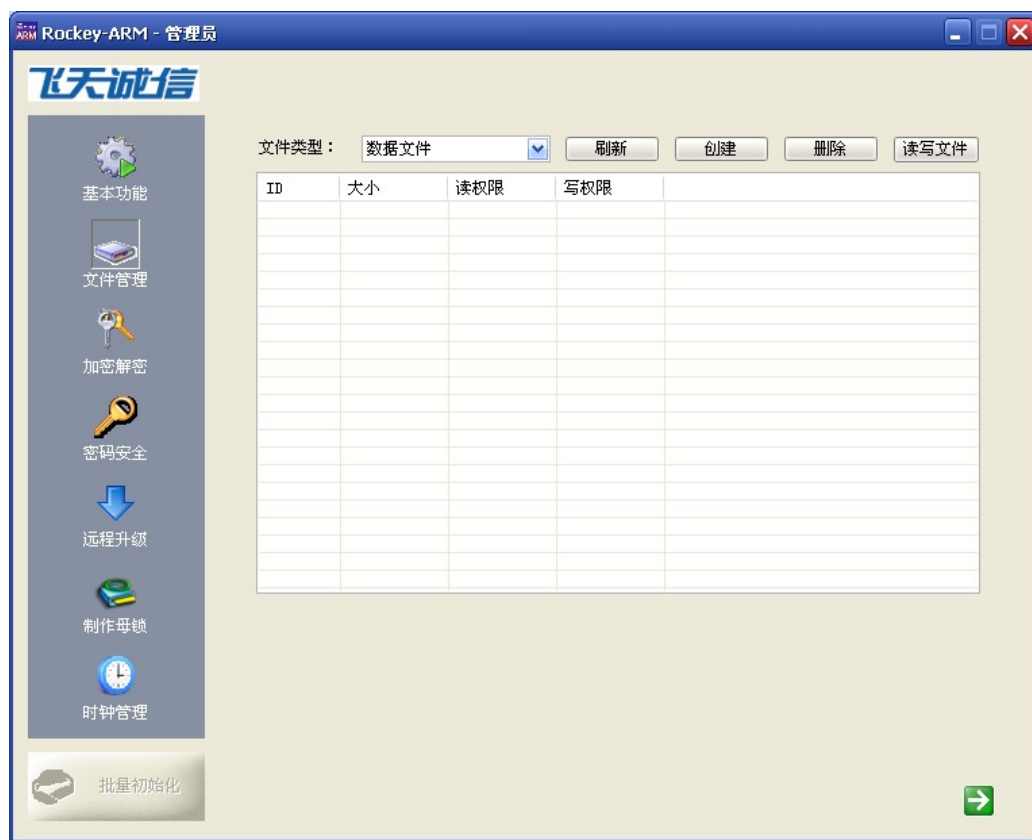 ARM Rockey-ARM - 管理员
飞天诚信
文件类型： 数据文件 刷新 创建 删除 读写文件
ID 大小 读权限 写权限
基本功能
文件管理
加密解密
密码安全
远程升级
制作母锁
时钟管理
批量初始化